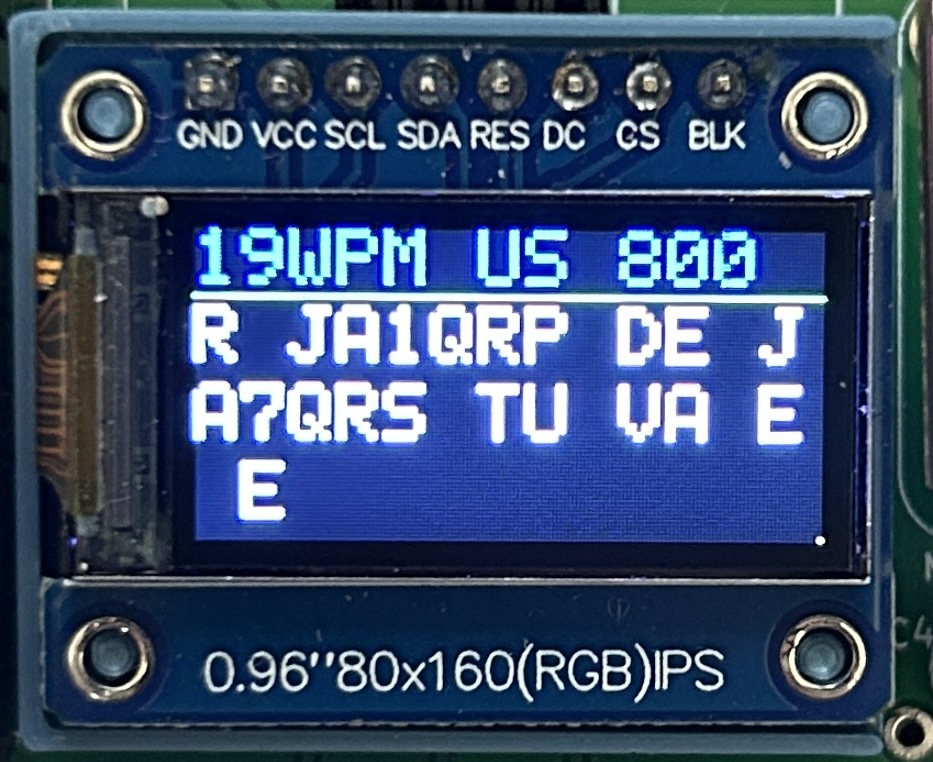 GND VCC SCL SDA RES DC CS BLK
19WPM US 800
R JA1QRP DE J
A7QRS TU VA E
E
0.96''80x160(RGB)IPS
C4